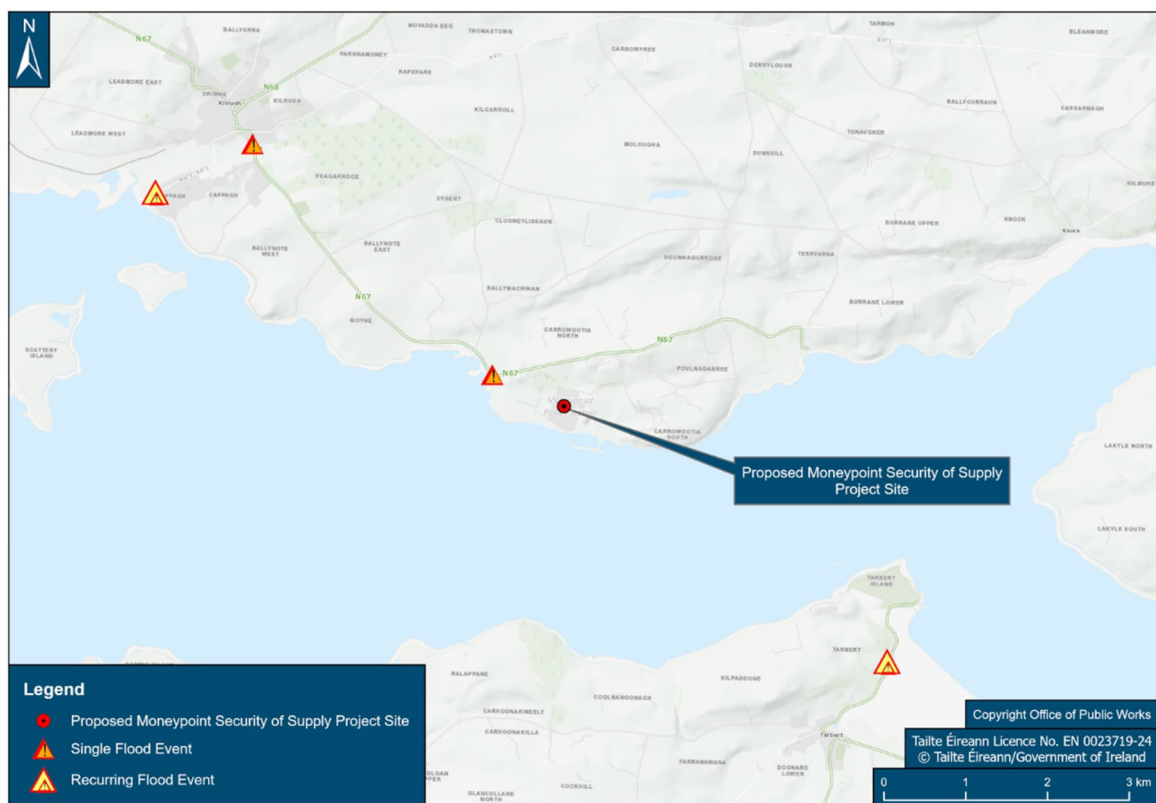 N
N67
BALLYURRA
MOYADDA BEG
THOMASTOWN
TARMON
BLEANMORE
PARKNAMONEY
CARROWFREE
LEADMORE EAST
N68
RAPEPARK
DERRYLOUGH
Kilrush
KILRUSH
KILCARROLL
BALLYCURRAUN
CASSARNAGH
LEADMORE WEST
MOLOUGHA
TONAVOHER
DUNNEILL
FEAGARROGE
CAPPAGH
DYSERT
KILMORE
CLOONEYLISSAUN
BURRANE UPPER
KNOCK
Knock
BALLYNOTE
WEST
BALLYNOTE
EAST
DOONNAGURROGE
TEERVARNA
BALLYMACRINAN
N67
BURRANE LOWER
MOYNE
CARROWDOTIA
NORTH
N67
SCATTERY
ISLAND
N67
POULNADARREE
Moneypoint
CARROWDOTIA
SOUTH
LAKYLE NORTH
Proposed Moneypoint Security of Supply
Project Site
LAKYLE SOUTH
TARBERT
ISLAND
TARBERT
RALAPPANE
KILPADDOGE
Legend
COOLNANOONAGH
Proposed Moneypoint Security of Supply Project Site
CARHOONAKINEELY
Copyright Office of Public Works
CARHOONAKILLA
Tarbert
Single Flood Event
Tailte Éireann Licence No. EN 0023719-24
© Tailte Éireann/Government of Ireland
FARRANAWANA
DOONARD
LOWER
Recurring Flood Event
COCKHILL
GLANCULLARE
NORTH
0 1 2 3 km